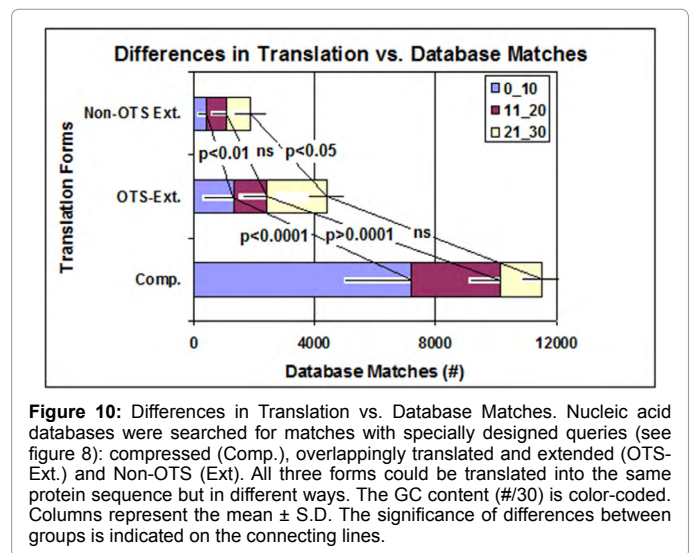 Differences in Translation vs. Database Matches
0_10
11_20
21_30
Translation Forms
Non-OTS Ext.
p<0.01 ns p<0.05
OTS-Ext.
p<0.0001 p>0.0001 ns
Comp.
0 4000 8000 12000
Database Matches (#)
Figure 10: Differences in Translation vs. Database Matches. Nucleic acid
databases were searched for matches with specially designed queries (see
figure 8): compressed (Comp.), overlappingly translated and extended (OTS-
Ext.) and Non-OTS (Ext). All three forms could be translated into the same
protein sequence but in different ways. The GC content (#/30) is color-coded.
Columns represent the mean ± S.D. The significance of differences between
groups is indicated on the connecting lines.